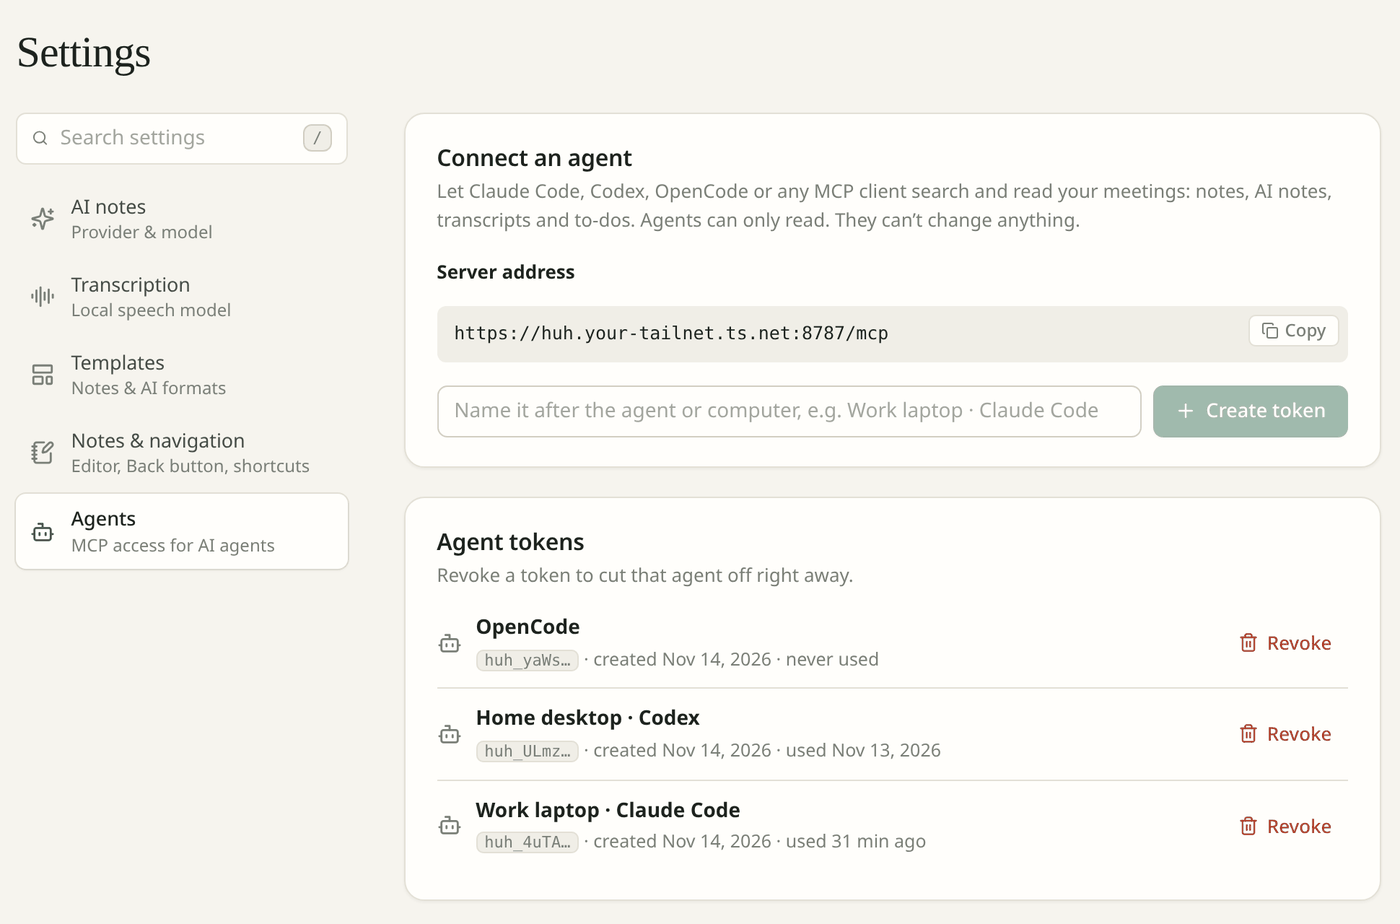 Settings
Search settings /
AI notes
Provider & model
Transcription
Local speech model
Templates
Notes & AI formats
Notes & navigation
Editor, Back button, shortcuts
Agents
MCP access for AI agents
Connect an agent
Let Claude Code, Codex, OpenCode or any MCP client search and read your meetings: notes, AI notes,
transcripts and to-dos. Agents can only read. They can’t change anything.
Server address
https://huh.your-tailnet.ts.net:8787/mcp Copy
Name it after the agent or computer, e.g. Work laptop · Claude Code + Create token
Agent tokens
Revoke a token to cut that agent off right away.
OpenCode
huh_yaWs… · created Nov 14, 2026 · never used
Revoke
Home desktop · Codex
huh_ULmz… · created Nov 14, 2026 · used Nov 13, 2026
Revoke
Work laptop · Claude Code
huh_4uTA… · created Nov 14, 2026 · used 31 min ago
Revoke